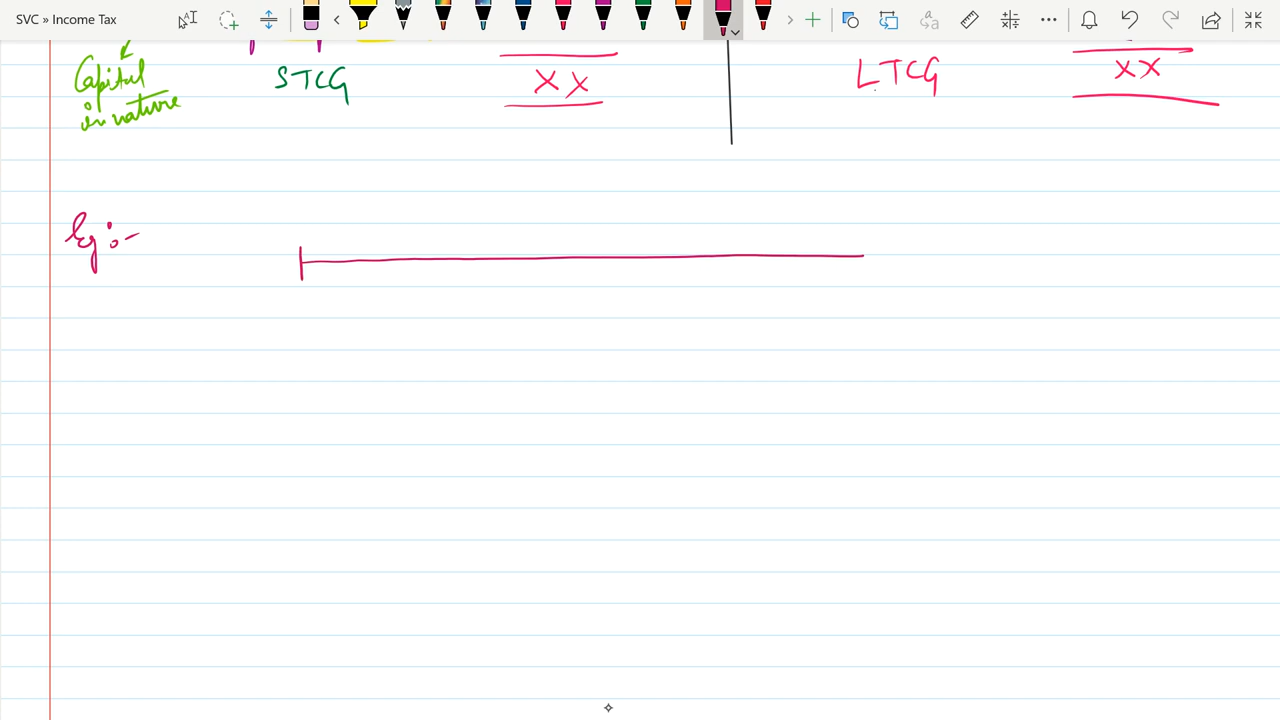 SVC » Income Tax
Capital
in nature
STCG
XX
LTCG
XX
Eg:-